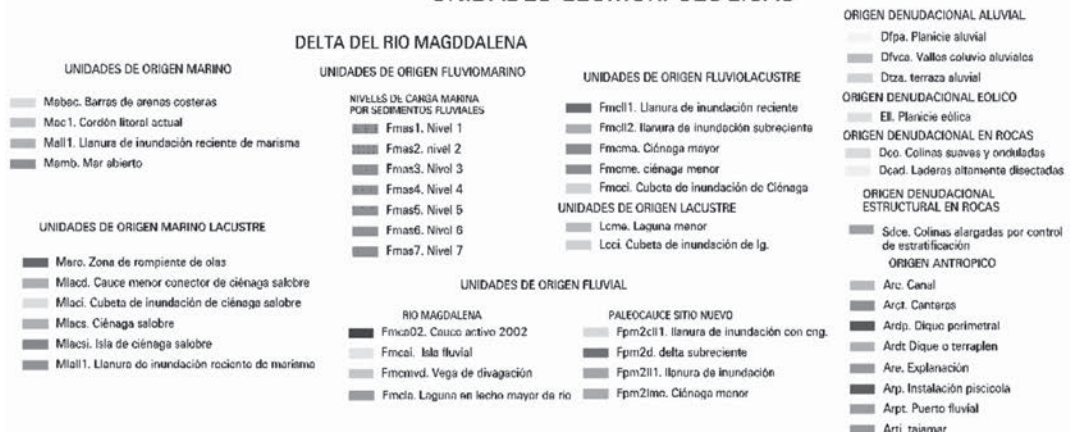 DELTA DEL RIO MAGDDALENA
UNIDADES DE ORIGEN MARINO
Mabac. Barras de arenas costeras
Mac1. Cordón litoral actual
Mall1. Llanura de inundación reciente de marisma
Mamb. Mar abierto
UNIDADES DE ORIGEN MARINO LACUSTRE
Maro. Zona de rompiente de olas
Mlacd. Cauce menor conector de ciénaga salobre
Mlaci. Cubeta de inundación de ciénaga salobre
Mlacs. Ciénaga salobre
Mlacsi. Isla de ciénega salobre
Mlall1. Llanura de inundación reciente de marisma
UNIDADES DE ORIGEN FLUVIOMARINO
NIVELES DE CARGA MARINA
POR SEDIMENTOS FLUVIALES
Fmas1. Nivel 1
Fmas2. nivel 2
Fmas3. Nivel 3
Fmas4. Nivel 4
Fmas5. Nivel 5
Fmas6. Nivel 6
Fmas7. Nivel 7
UNIDADES DE ORIGEN FLUVIOLACUSTRE
Fmcll1. Llanura de inundación reciente
Fmcll2. llanura de inundación subreciente
Fmcma. Ciénaga mayor
Fmcme. ciénaga menor
Fmcci. Cubeta de inundación de Ciénaga
UNIDADES DE ORIGEN LACUSTRE
Lcme. Laguna menor
Lcci. Cubeta de inundación de lg.
UNIDADES DE ORIGEN FLUVIAL
RIO MAGDALENA
Fmca02. Cauce activo 2002
Fmcai. Isla fluvial
Fmcmvd. Vega de divagación
Fmcla. Laguna en lecho mayor de rio
PALEOCAUCE SITIO NUEVO
Fpm2cll1. llanura de inundación con cng.
Fpm2d. delta subreciente
Fpm2ll1. llanura de inundación
Fpm2lme. Ciénaga menor
ORIGEN DENUDACIONAL ALUVIAL
Dfpa. Planicie aluvial
Dfvca. Valles coluvio aluviales
Dtza. terraza aluvial
ORIGEN DENUDACIONAL EOLICO
Ell. Planicie eólica
ORIGEN DENUDACIONAL EN ROCAS
Dco. Colinas suaves y onduladas
Dcad. Laderas altamente disectadas
ORIGEN DENUDACIONAL
ESTRUCTURAL EN ROCAS
Sdce. Colinas alargadas por control
de estratificación
ORIGEN ANTROPICO
Arc. Canal
Arct. Canteras
Ardp. Dique perimetral
Ardt Dique o terraplen
Are. Explanación
Arp. Instalación piscicola
Arpt. Puerto fluvial
Arti. tajamar